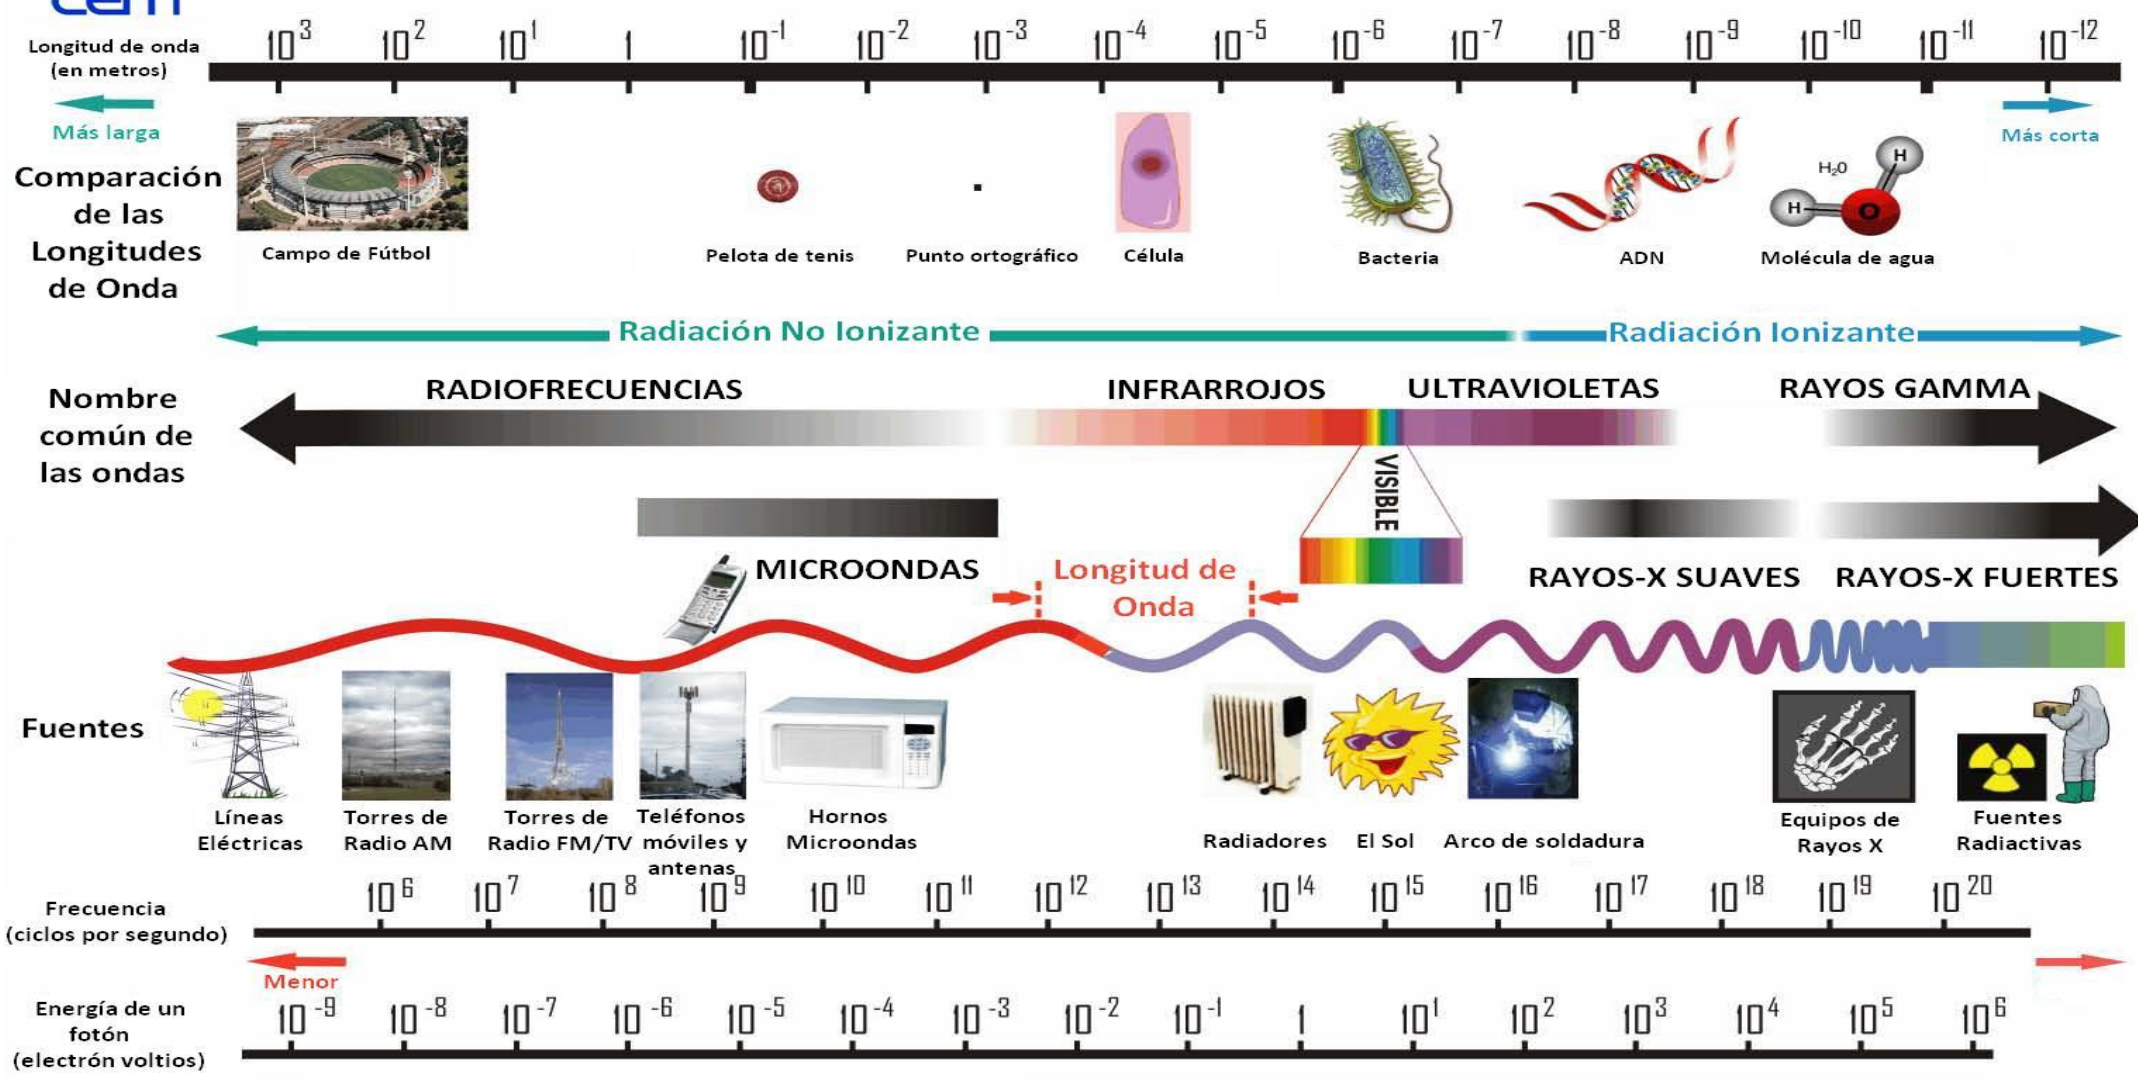 cem
Longitud de onda
(en metros)
10³ 10² 10¹ 1 10⁻¹ 10⁻² 10⁻³ 10⁻⁴ 10⁻⁵ 10⁻⁶ 10⁻⁷ 10⁻⁸ 10⁻⁹ 10⁻¹⁰ 10⁻¹¹ 10⁻¹²
Más larga
Más corta
Comparación
de las
Longitudes
de Onda
H₂0
H
H
O
Campo de Fútbol
Pelota de tenis
Punto ortográfico
Célula
Bacteria
ADN
Molécula de agua
Radiación No Ionizante
Radiación Ionizante
Nombre
común de
las ondas
RADIOFRECUENCIAS
INFRARROJOS
ULTRAVIOLETAS
RAYOS GAMMA
VISIBLE
MICROONDAS
Longitud de
Onda
RAYOS-X SUAVES
RAYOS-X FUERTES
Fuentes
Líneas
Eléctricas
Torres de
Radio AM
Torres de
Radio FM/TV
Teléfonos
móviles y
antenas
Hornos
Microondas
Radiadores
El Sol
Arco de soldadura
Equipos de
Rayos X
Fuentes
Radiactivas
Frecuencia
(ciclos por segundo)
10⁶ 10⁷ 10⁸ 10⁹ 10¹⁰ 10¹¹ 10¹² 10¹³ 10¹⁴ 10¹⁵ 10¹⁶ 10¹⁷ 10¹⁸ 10¹⁹ 10²⁰
Menor
Energía de un
fotón
(electrón voltios)
10⁻⁹ 10⁻⁸ 10⁻⁷ 10⁻⁶ 10⁻⁵ 10⁻⁴ 10⁻³ 10⁻² 10⁻¹ 1 10¹ 10² 10³ 10⁴ 10⁵ 10⁶